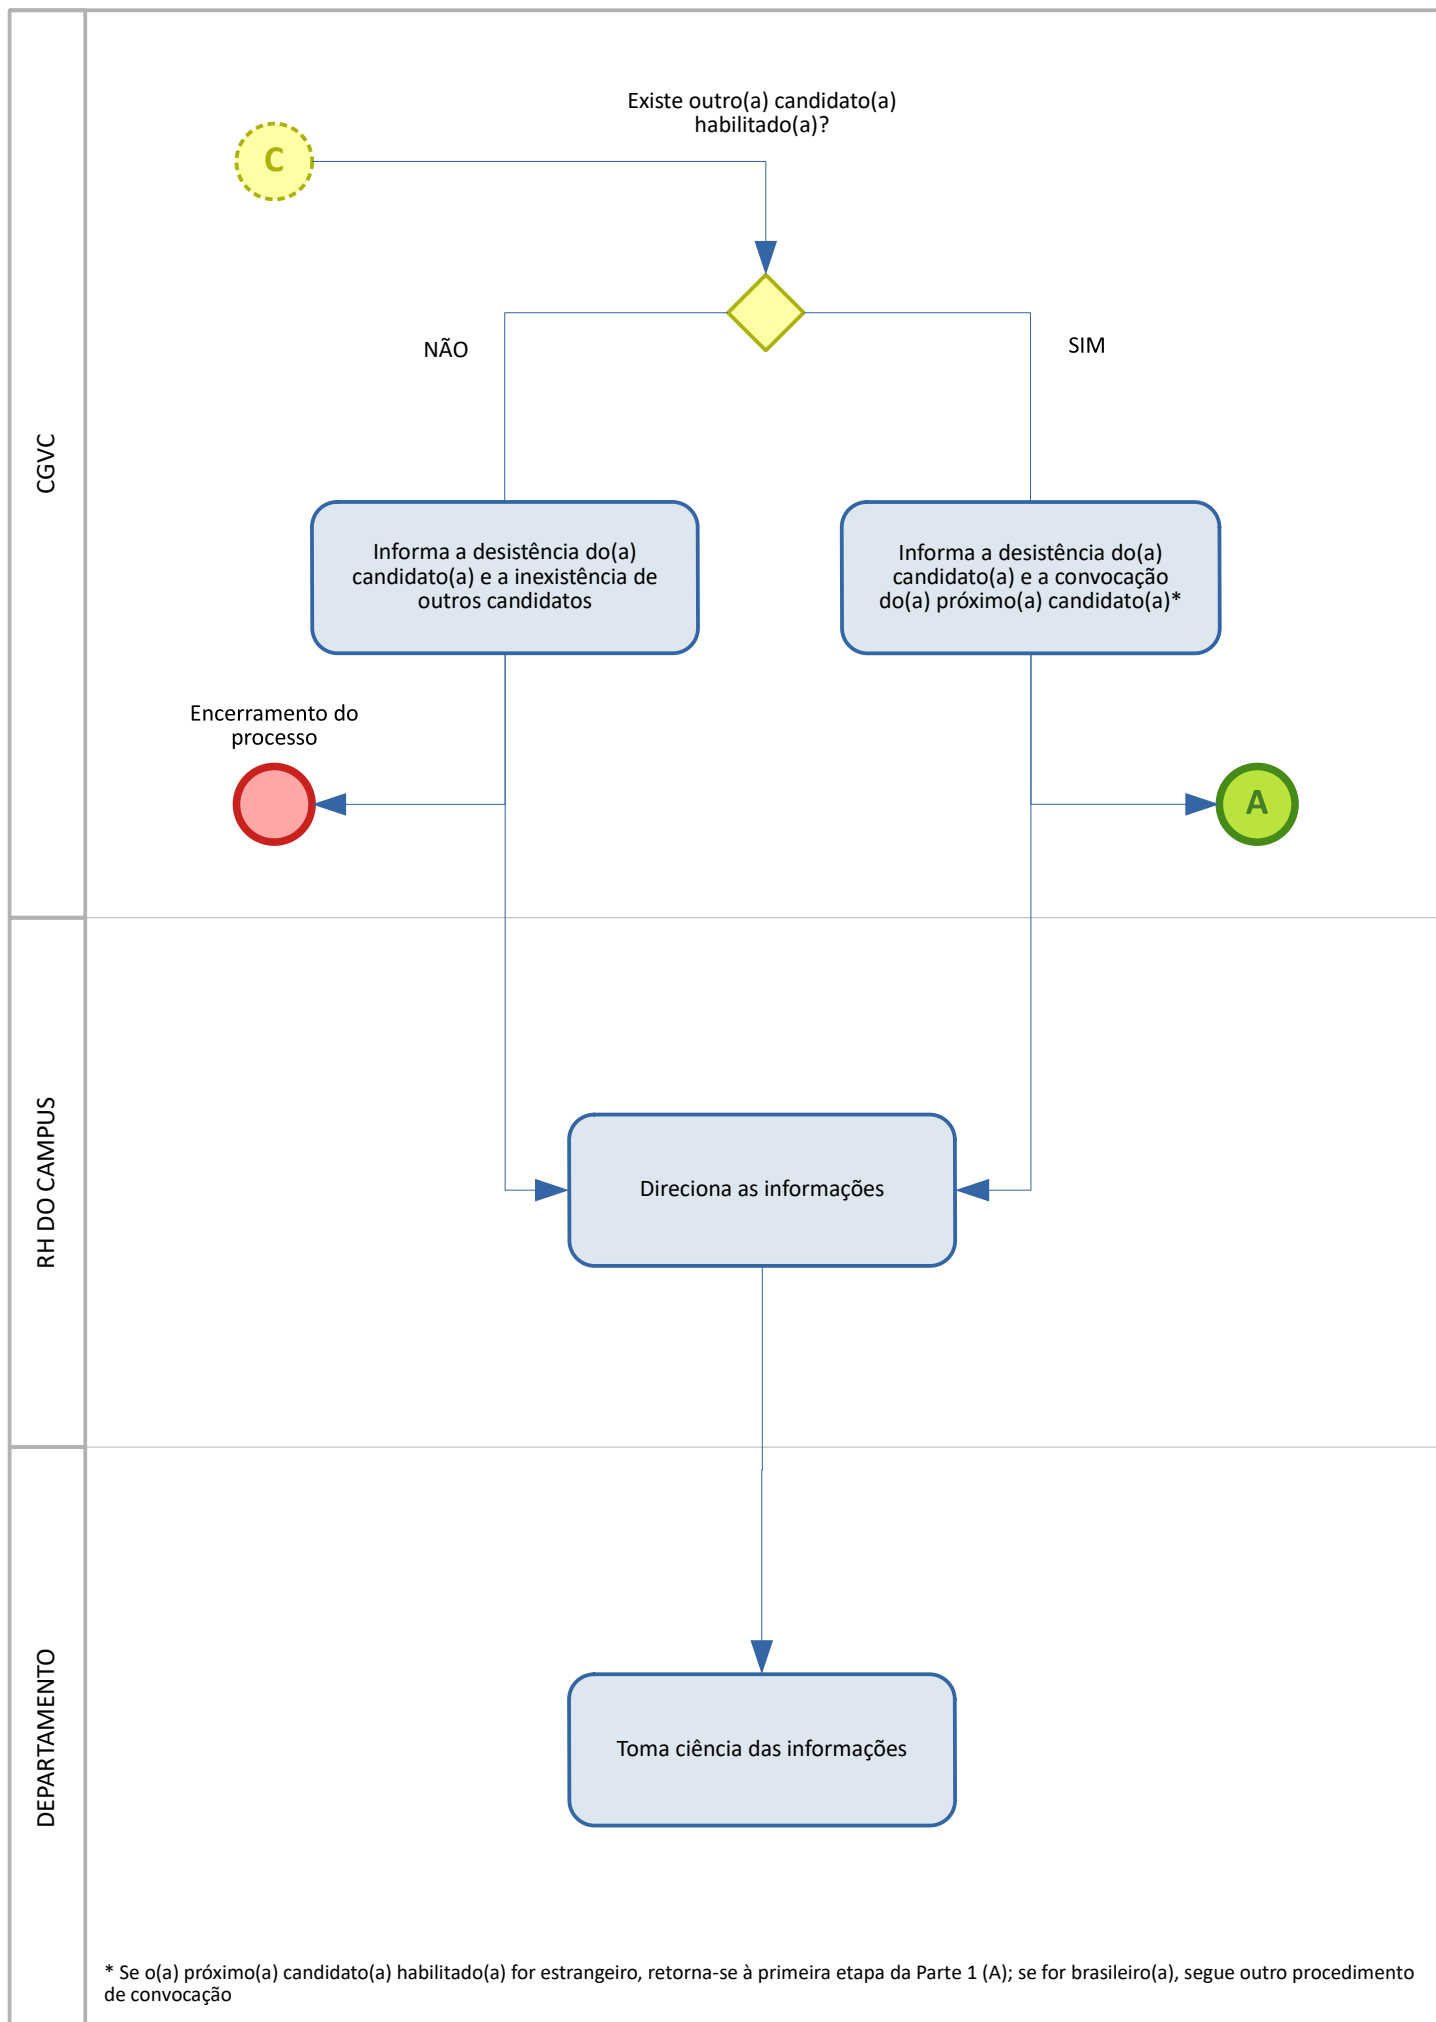 CGVC
Existe outro(a) candidato(a)
habilitado(a)?
C
NÃO
SIM
Informa a desistência do(a)
candidato(a) e a inexistência de
outros candidatos
Informa a desistência do(a)
candidato(a) e a convocação
do(a) próximo(a) candidato(a)*
Encerramento do
processo
A
RH DO CAMPUS
Direciona as informações
DEPARTAMENTO
Toma ciência das informações
* Se o(a) próximo(a) candidato(a) habilitado(a) for estrangeiro, retorna-se à primeira etapa da Parte 1 (A); se for brasileiro(a), segue outro procedimento
de convocação